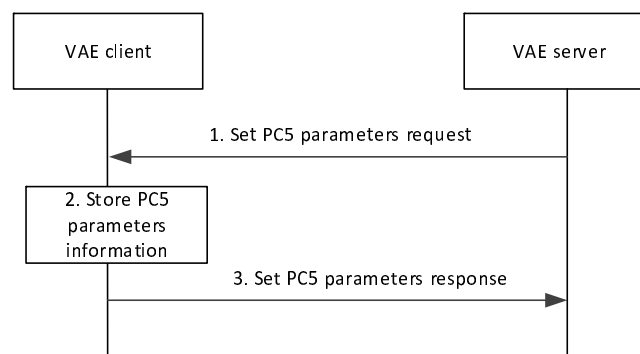 VAE client
VAE server
1. Set PC5 parameters request
2. Store PC5
parameters
information
3. Set PC5 parameters response